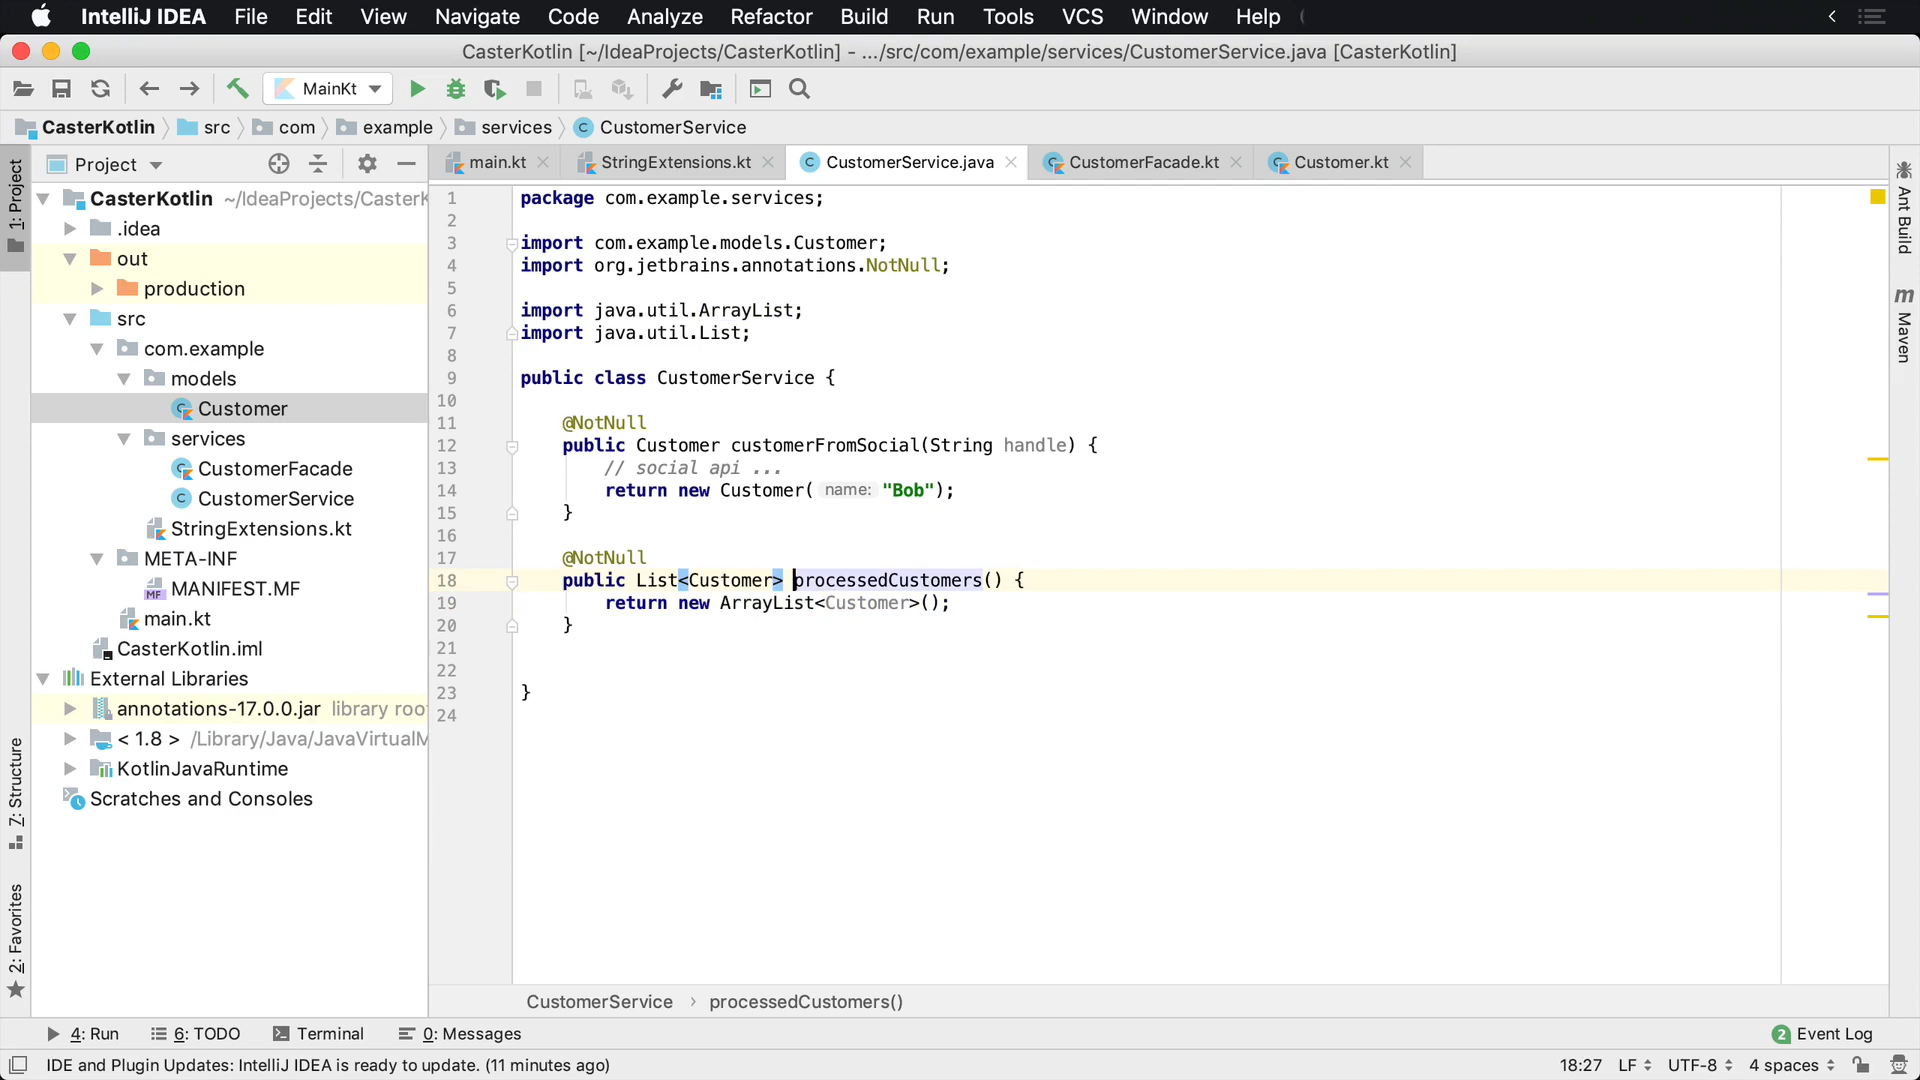 IntelliJ IDEA File Edit View Navigate Code Analyze Refactor Build Run Tools VCS Window Help
CasterKotlin [~/IdeaProjects/CasterKotlin] - .../src/com/example/services/CustomerService.java [CasterKotlin]
MainKt
CasterKotlin src com example services CustomerService
1: Project
Z: Structure
2: Favorites
Project
CasterKotlin ~/IdeaProjects/CasterK
.idea
out
production
src
com.example
models
Customer
services
CustomerFacade
CustomerService
StringExtensions.kt
META-INF
MF MANIFEST.MF
main.kt
CasterKotlin.iml
External Libraries
annotations-17.0.0.jar library roo
< 1.8 > /Library/Java/JavaVirtualM
KotlinJavaRuntime
Scratches and Consoles
main.kt StringExtensions.kt CustomerService.java CustomerFacade.kt Customer.kt
1 package com.example.services;
2
3 import com.example.models.Customer;
4 import org.jetbrains.annotations.NotNull;
5
6 import java.util.ArrayList;
7 import java.util.List;
8
9 public class CustomerService {
10
11 @NotNull
12 public Customer customerFromSocial(String handle) {
13 // social api ...
14 return new Customer( name: "Bob");
15 }
16
17 @NotNull
18 public List<Customer> processedCustomers() {
19 return new ArrayList<Customer>();
20 }
21
22
23 }
24
Ant Build
m Maven
CustomerService › processedCustomers()
4: Run 6: TODO Terminal 0: Messages 2 Event Log
IDE and Plugin Updates: IntelliJ IDEA is ready to update. (11 minutes ago) 18:27 LF UTF-8 4 spaces